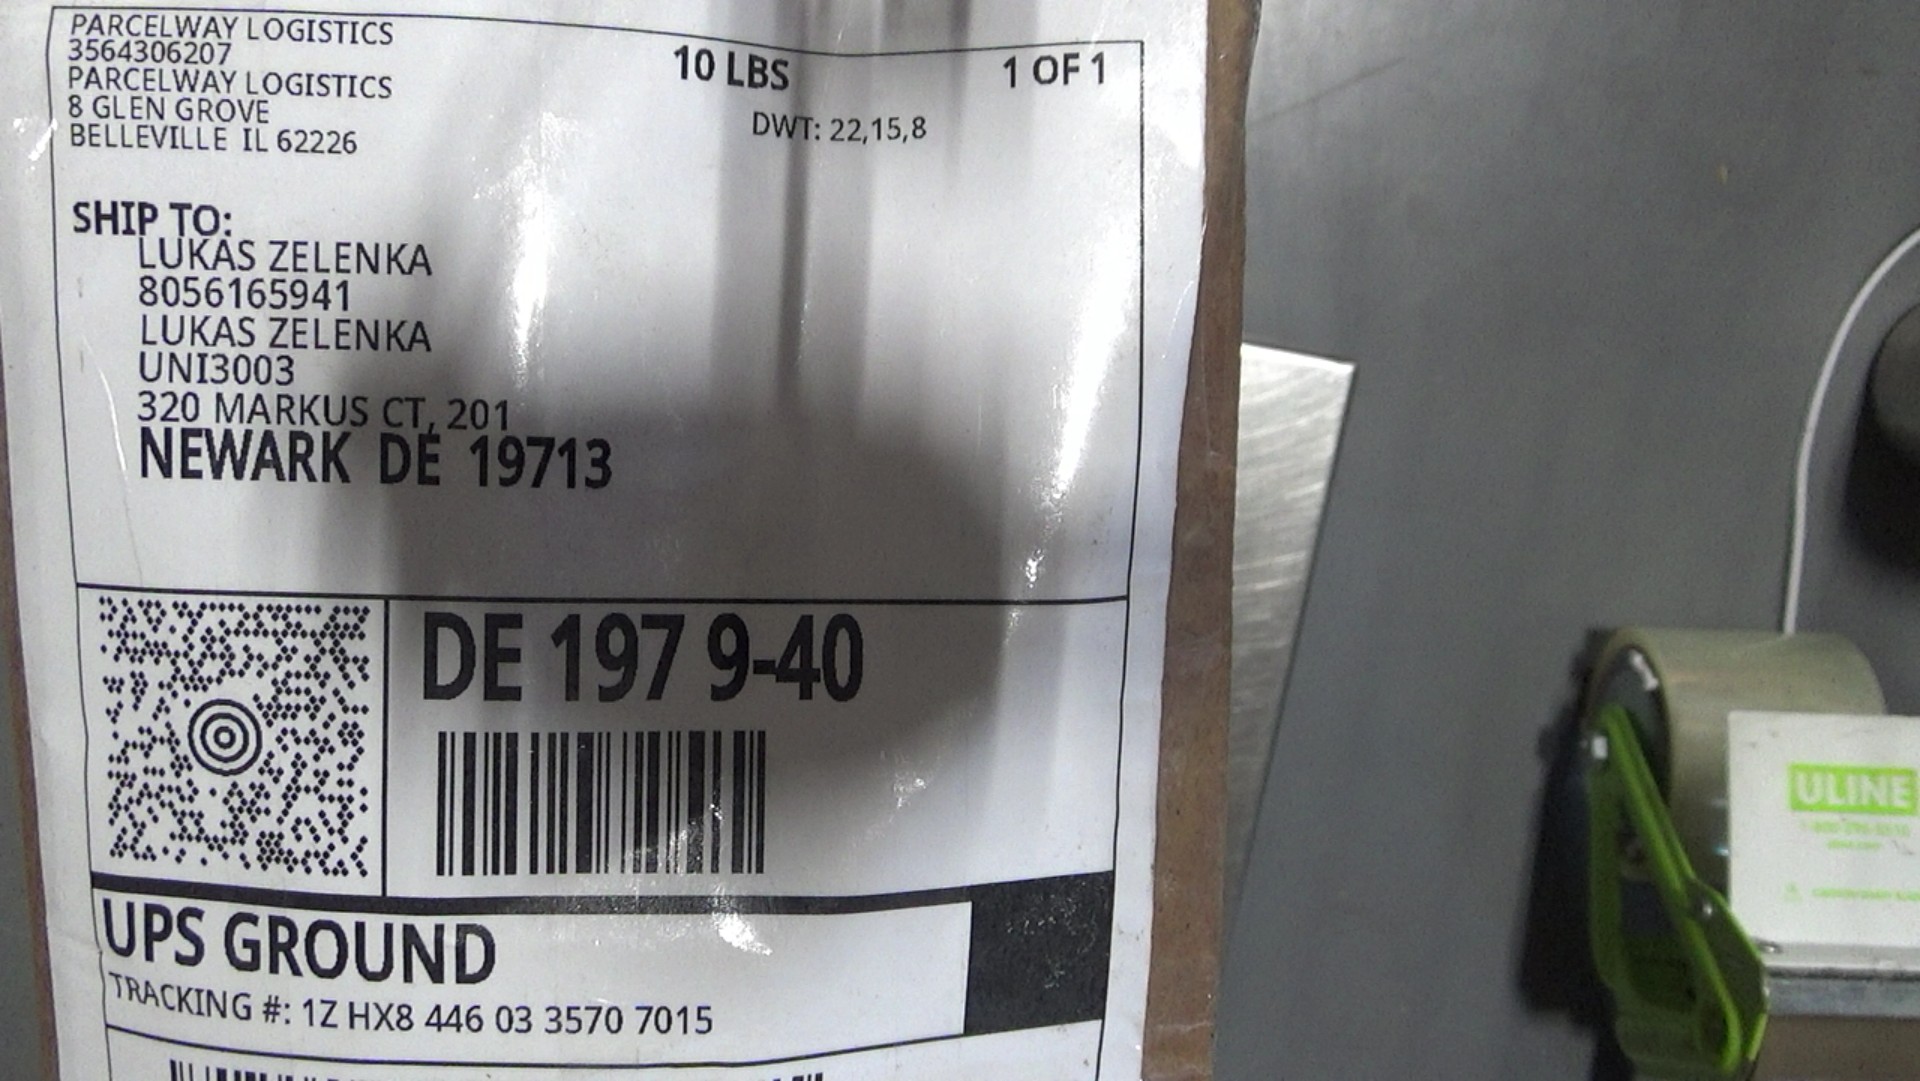 PARCELWAY LOGISTICS
3564306207
PARCELWAY LOGISTICS
8 GLEN GROVE
BELLEVILLE IL 62226
10 LBS
1 OF 1
DWT: 22,15,8
SHIP TO:
LUKAS ZELENKA
8056165941
LUKAS ZELENKA
UNI3003
320 MARKUS CT, 201
NEWARK DE 19713
DE 197 9-40
UPS GROUND
TRACKING #: 1Z HX8 446 03 3570 7015
ULINE